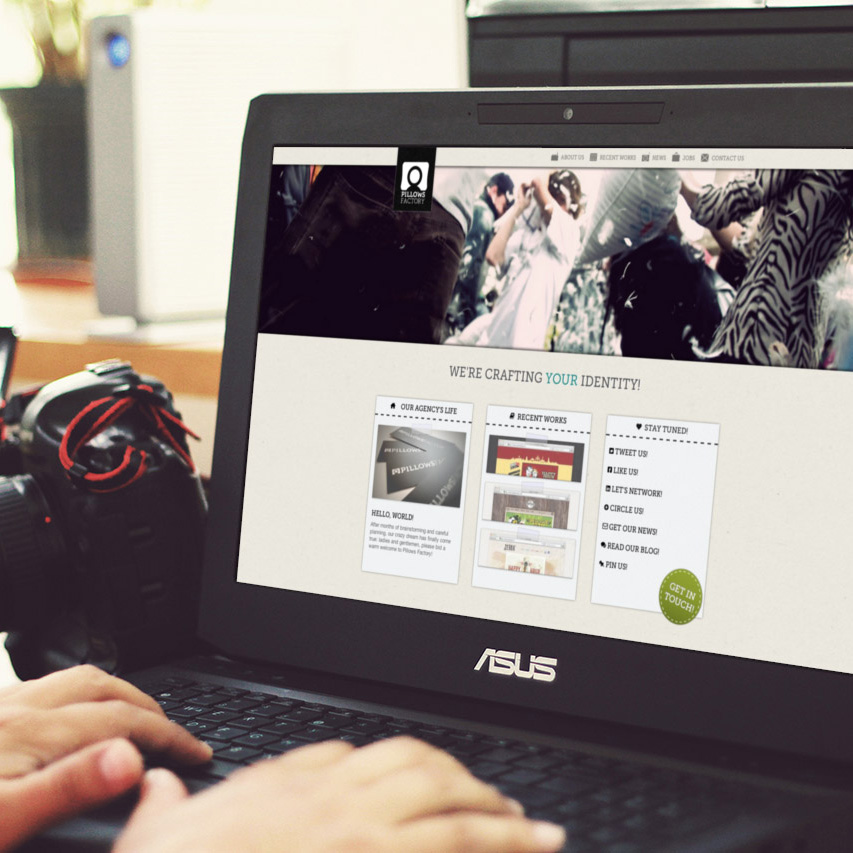 ABOUT US RECENT WORKS NEWS JOBS CONTACT US
PILLOWS
FACTORY
WE'RE CRAFTING YOUR IDENTITY!
OUR AGENCY'S LIFE
PILLOWS
PILLOWS
HELLO, WORLD!
After months of brainstorming and careful
planning, our crazy dream has finally come
true: ladies and gentlemen, please bid a
warm welcome to Pillows Factory!
RECENT WORKS
STAY TUNED!
TWEET US!
LIKE US!
LET'S NETWORK!
CIRCLE US!
GET OUR NEWS!
READ OUR BLOG!
PIN US!
GET IN
TOUCH!
ASUS